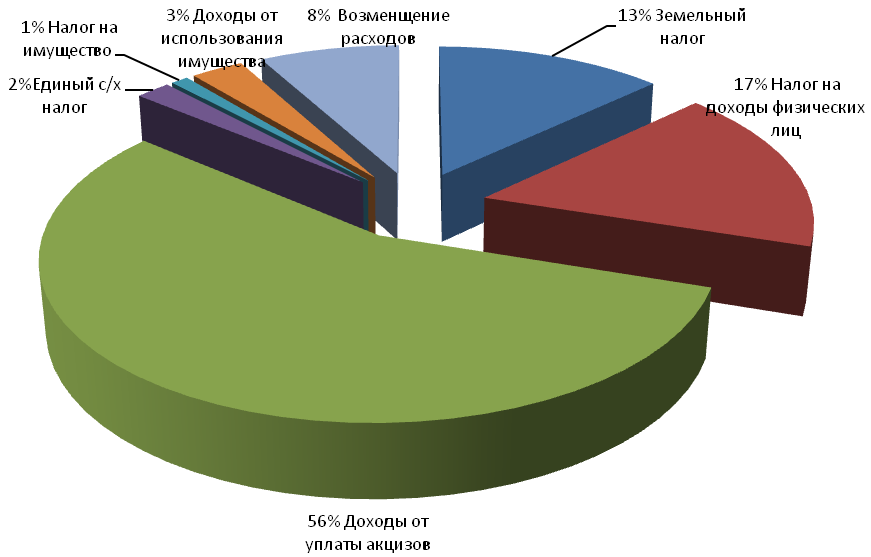 1% Налог на
имущество
3% Доходы от
использования
имущества
8% Возменщение
расходов
13% Земельный
налог
2%Единый с/х
налог
17% Налог на
доходы физических
лиц
56% Доходы от
уплаты акцизов